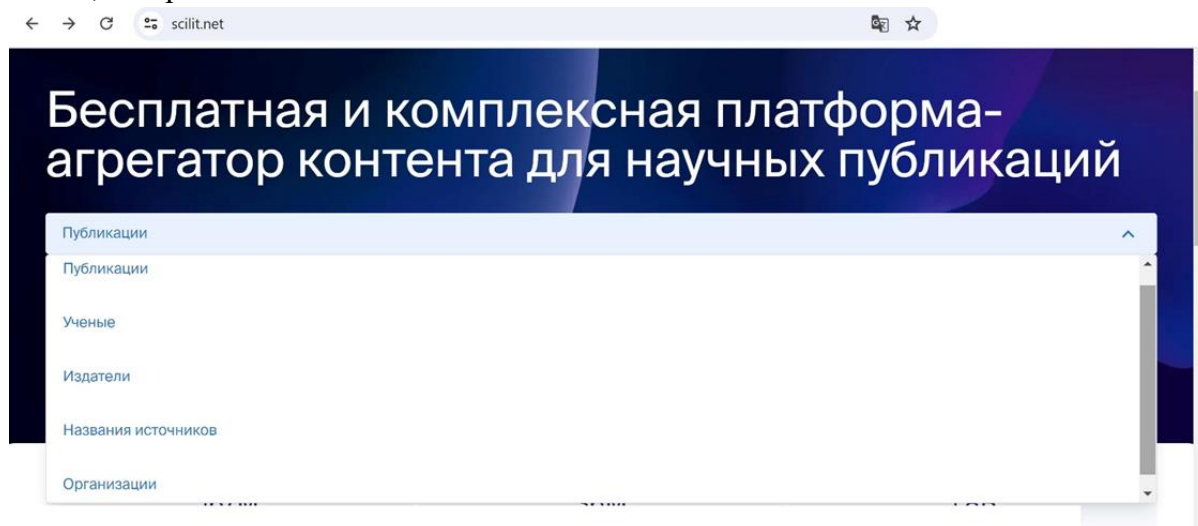 scilit.net
Бесплатная и комплексная платформа-
агрегатор контента для научных публикаций
Публикации
Публикации
Ученые
Издатели
Названия источников
Организации